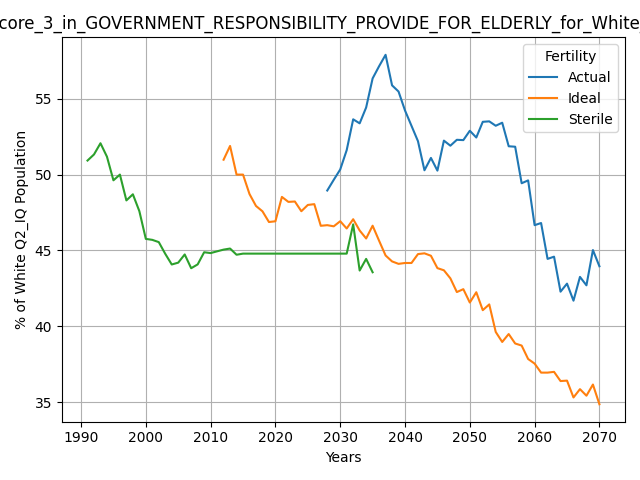 core_3_in_GOVERNMENT_RESPONSIBILITY_PROVIDE_FOR_ELDERLY_for_White_
Fertility
Actual
Ideal
Sterile
% of White Q2_IQ Population
55
50
45
40
35
1990
2000
2010
2020
2030
2040
2050
2060
2070
Years